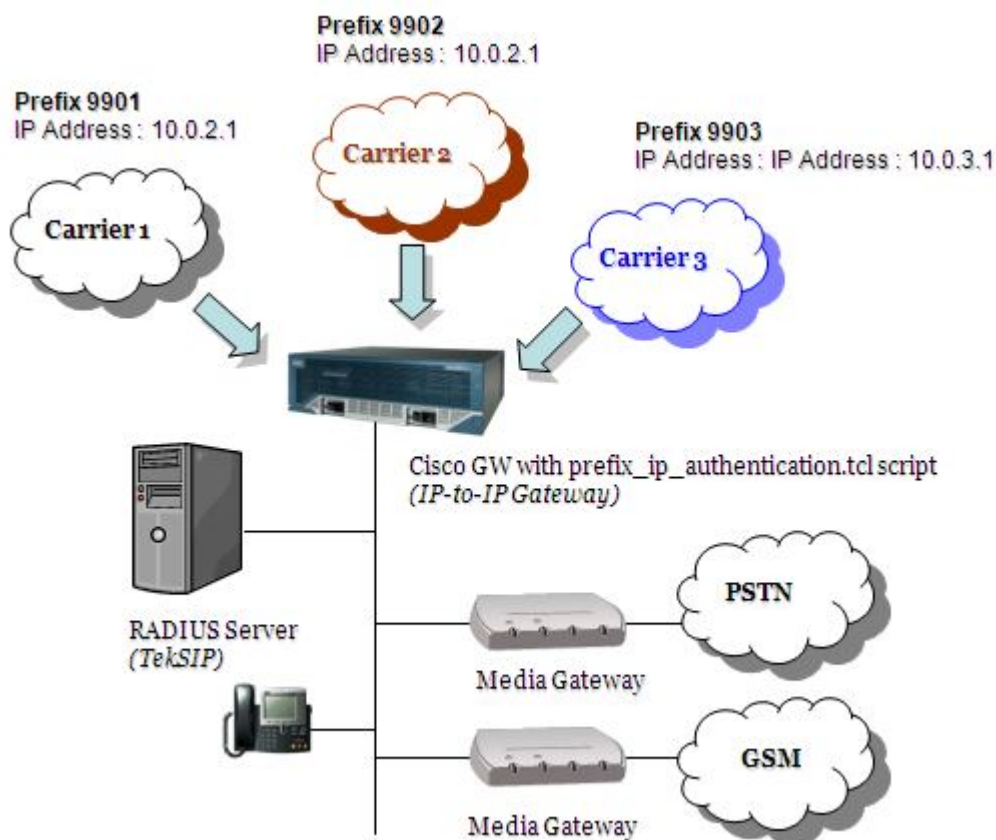 Prefix 9902
IP Address : 10.0.2.1
Prefix 9901
IP Address : 10.0.2.1
Prefix 9903
IP Address : IP Address : 10.0.3.1
Carrier 1
Carrier 2
Carrier 3
Cisco GW with prefix_ip_authentication.tcl script
(IP-to-IP Gateway)
RADIUS Server
(TekSIP)
PSTN
Media Gateway
GSM
Media Gateway